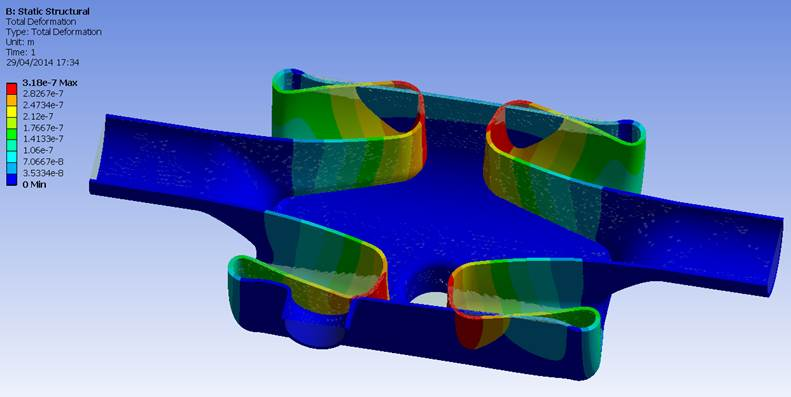 B: Static Structural
Total Deformation
Type: Total Deformation
Unit: m
Time: 1
29/04/2014 17:34
3.18e-7 Max
2.8267e-7
2.4734e-7
2.12e-7
1.7667e-7
1.4133e-7
1.06e-7
7.0667e-8
3.5334e-8
0 Min